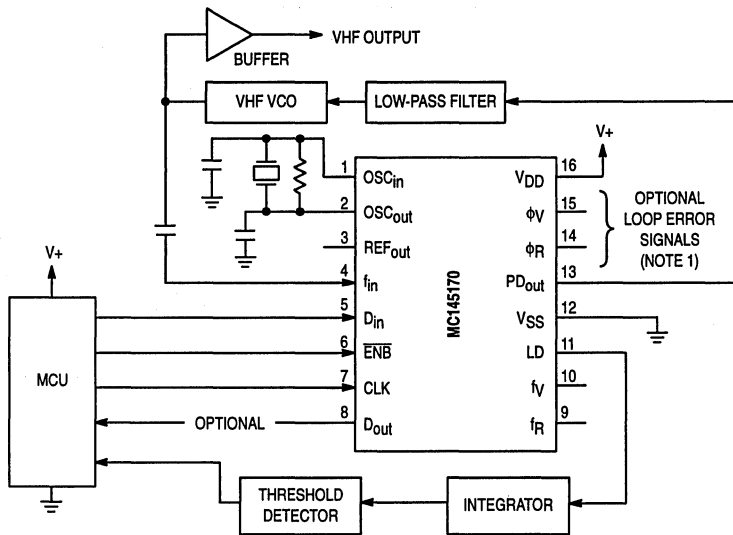 VHF OUTPUT
BUFFER
VHF VCO
LOW-PASS FILTER
V+
1
OSCin
16
VDD
2
OSCout
15
ϕV
OPTIONAL
LOOP ERROR
SIGNALS
(NOTE 1)
3
REFout
14
ϕR
V+
4
fin
13
PDout
MC145170
5
Din
12
VSS
MCU
6
ENB
11
LD
7
CLK
10
fV
OPTIONAL
8
Dout
9
fR
THRESHOLD
DETECTOR
INTEGRATOR